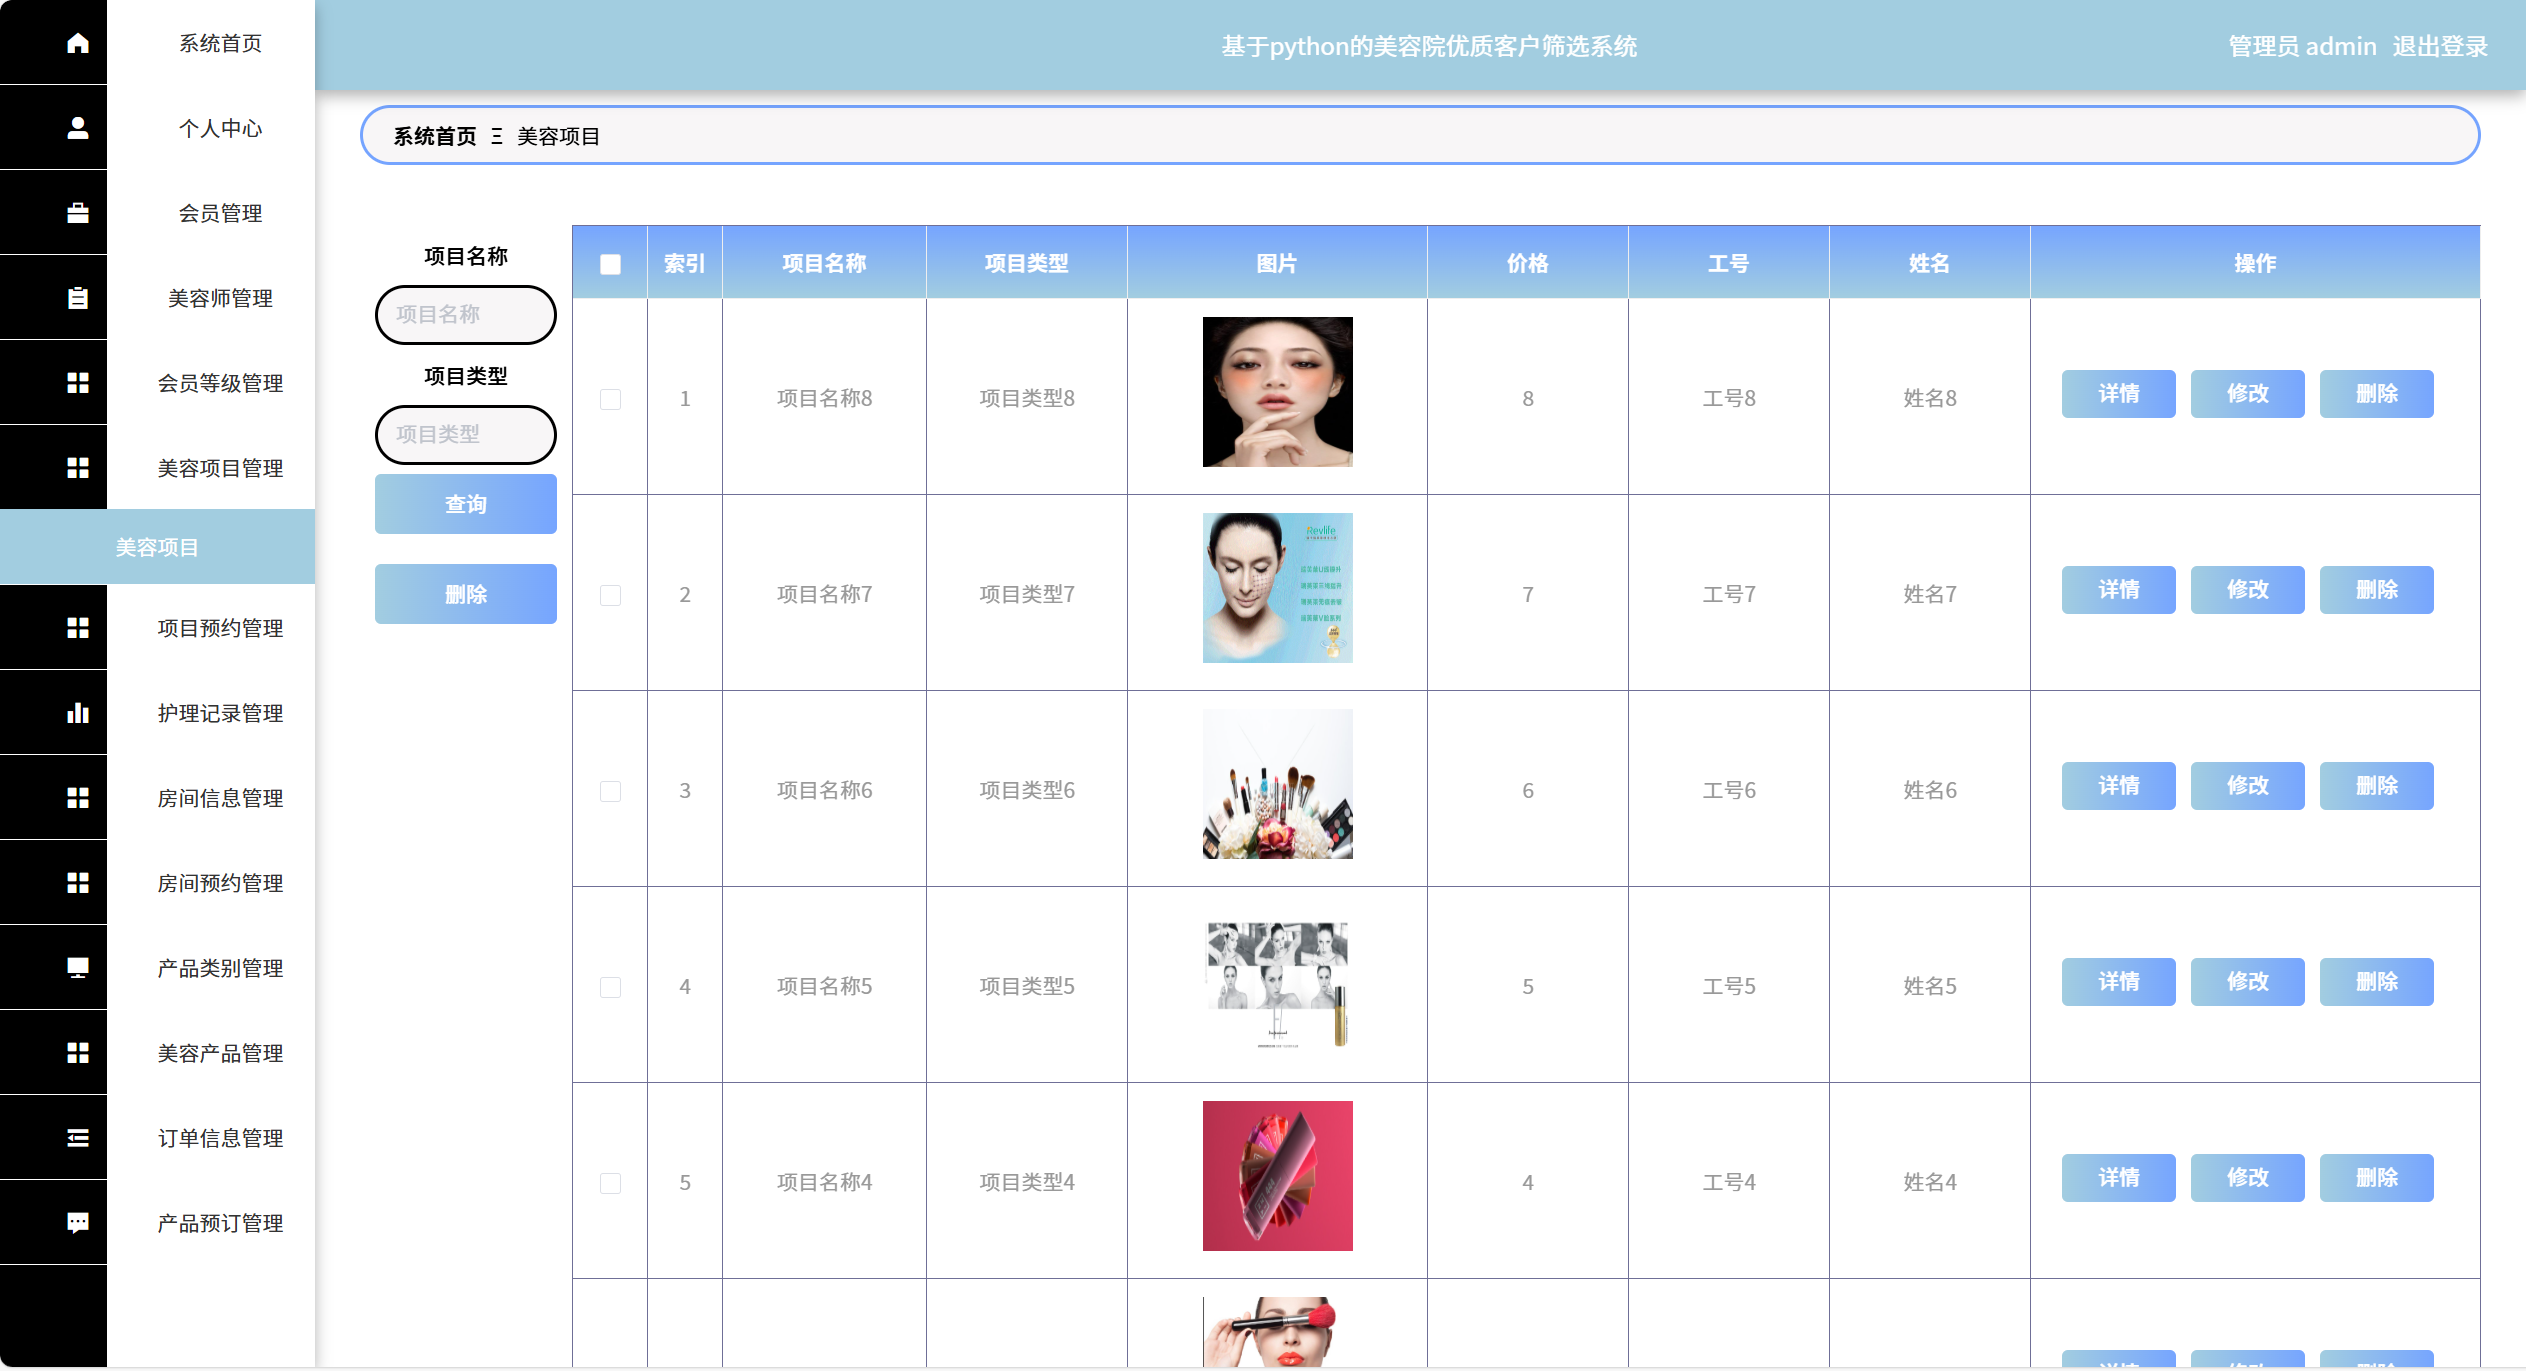 基于python的美容院优质客户筛选系统
管理员 admin 退出登录
系统首页
个人中心
会员管理
美容师管理
会员等级管理
美容项目管理
美容项目
项目预约管理
护理记录管理
房间信息管理
房间预约管理
产品类别管理
美容产品管理
订单信息管理
产品预订管理
系统首页 Ξ 美容项目
项目名称
项目名称
项目类型
项目类型
查询
删除
索引 项目名称 项目类型 图片 价格 工号 姓名 操作
1 项目名称8 项目类型8 8 工号8 姓名8 详情 修改 删除
Revlife
2 项目名称7 项目类型7 7 工号7 姓名7 详情 修改 删除
3 项目名称6 项目类型6 6 工号6 姓名6 详情 修改 删除
4 项目名称5 项目类型5 5 工号5 姓名5 详情 修改 删除
5 项目名称4 项目类型4 4 工号4 姓名4 详情 修改 删除
详情 修改 删除